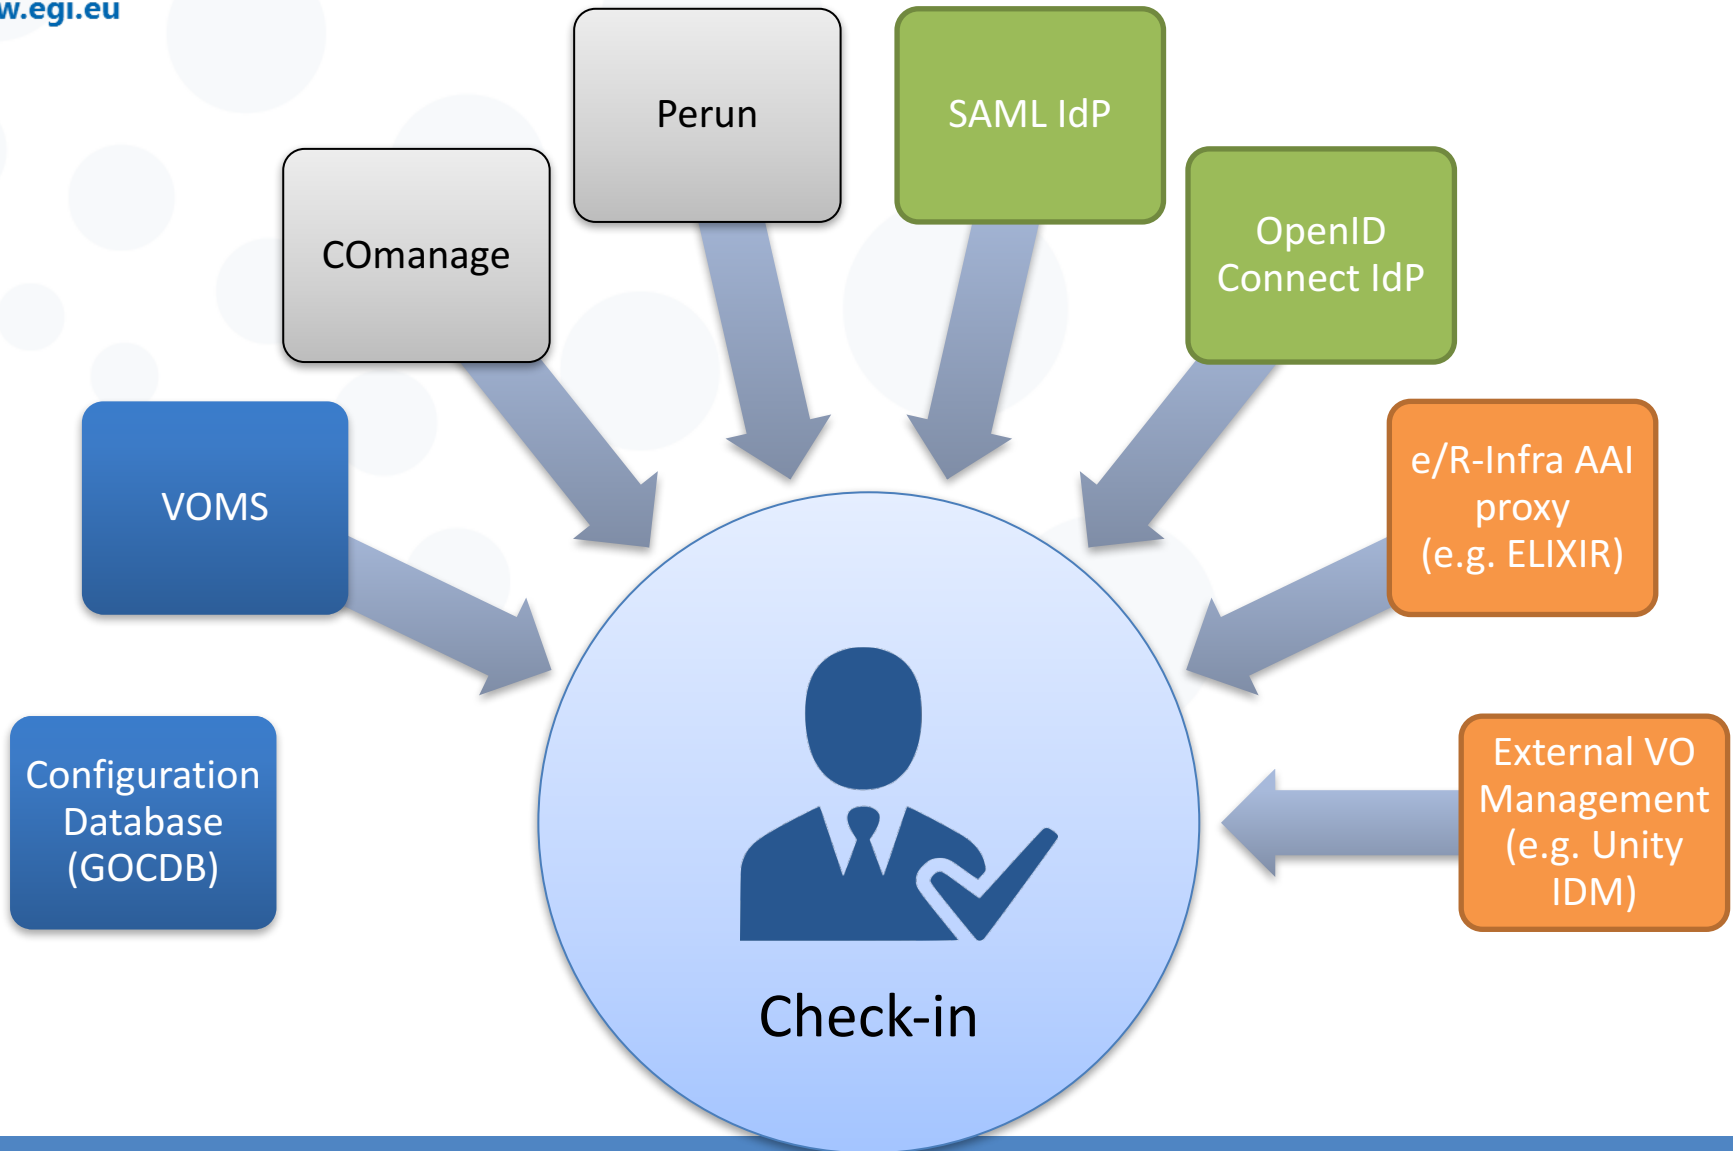 w.egi.eu
Perun
SAML IdP
COmanage
OpenID
Connect IdP
VOMS
e/R-Infra AAI
proxy
(e.g. ELIXIR)
Configuration
Database
(GOCDB)
External VO
Management
(e.g. Unity
IDM)
Check-in